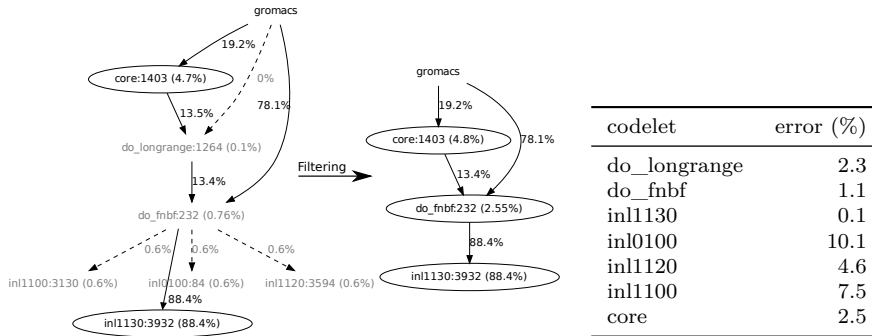 gromacs
19.2%
core:1403 (4.7%)
0%
13.5%
78.1%
do_longrange:1264 (0.1%)
13.4%
do_fnbf:232 (0.76%)
0.6%
0.6%
0.6%
inl1100:3130 (0.6%)
inl0100:84 (0.6%)
inl1120:3594 (0.6%)
88.4%
inl1130:3932 (88.4%)
Filtering
gromacs
19.2%
core:1403 (4.8%)
78.1%
13.4%
do_fnbf:232 (2.55%)
88.4%
inl1130:3932 (88.4%)
codelet error (%)
do_longrange 2.3
do_fnbf 1.1
inl1130 0.1
inl0100 10.1
inl1120 4.6
inl1100 7.5
core 2.5